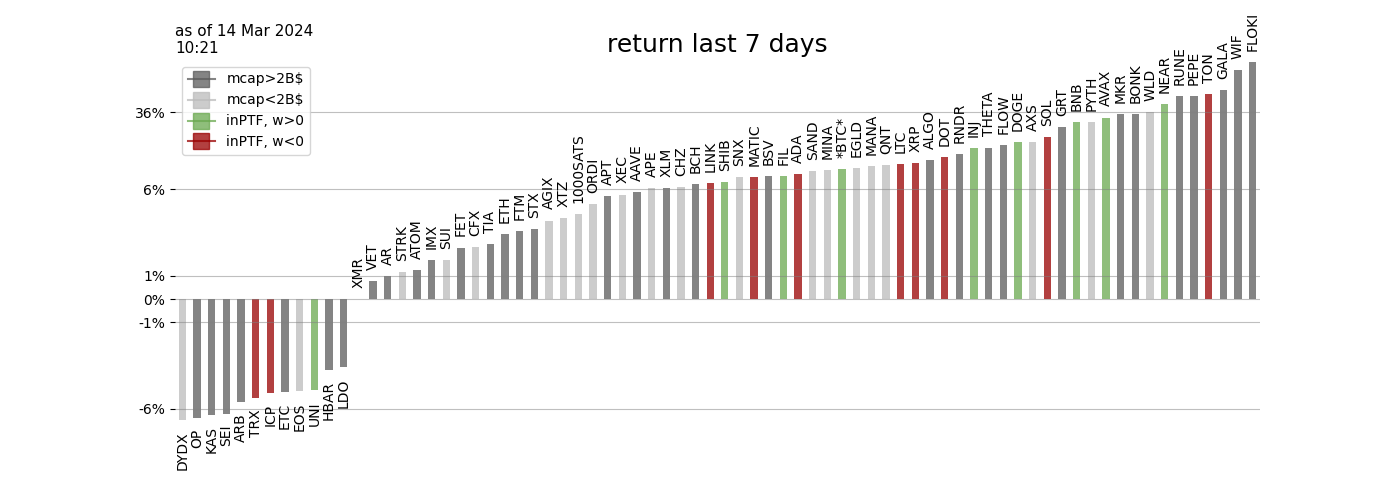 as of 14 Mar 2024
10:21
return last 7 days
mcap>2B$
mcap<2B$
inPTF, w>0
inPTF, w<0
36%
6%
1%
0%
-1%
-6%
DYDX
OP
KAS
SEI
ARB
TRX
ICP
ETC
EOS
UNI
HBAR
LDO
XMR
VET
AR
STRK
ATOM
IMX
SUI
FET
CFX
TIA
ETH
FTM
STX
AGIX
XTZ
1000SATS
ORDI
APT
XEC
AAVE
APE
XLM
CHZ
BCH
LINK
SHIB
SNX
MATIC
BSV
FIL
ADA
SAND
MINA
*BTC*
EGLD
MANA
QNT
LTC
XRP
ALGO
DOT
RNDR
INJ
THETA
FLOW
DOGE
AXS
SOL
GRT
BNB
PYTH
AVAX
MKR
BONK
WLD
NEAR
RUNE
PEPE
TON
GALA
WIF
FLOKI